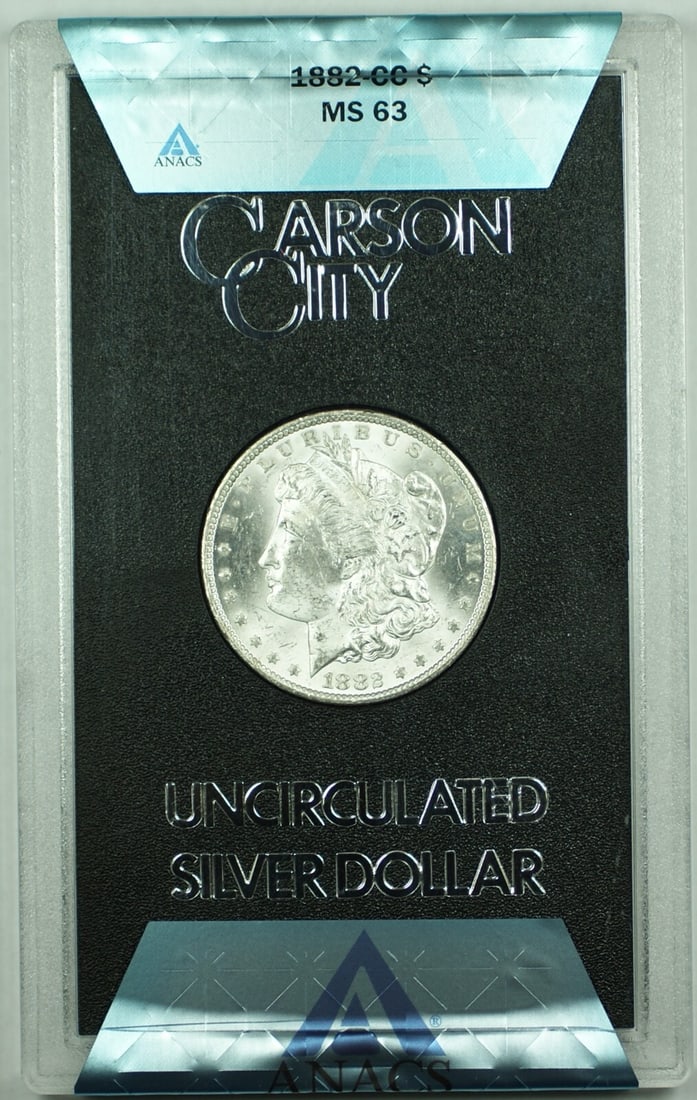 1882-CC $
MS 63
ANACS
CARSON
CITY
E PLURIBUS UNUM
1882
UNCIRCULATED
SILVER DOLLAR
®
ANACS